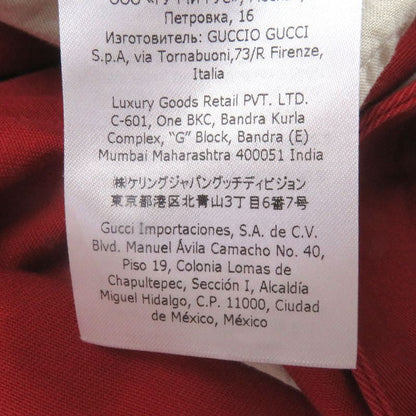 Петровка, 16
Изготовитель: GUCCIO GUCCI
S.p.A, via Tornabuoni,73/R Firenze,
Italia
Luxury Goods Retail PVT. LTD.
C-601, One BKC, Bandra Kurla
Complex, “G” Block, Bandra (E)
Mumbai Maharashtra 400051 India
㈱ケリングジャパングッチディビジョン
東京都港区北青山3丁目6番7号
Gucci Importaciones, S.A. de C.V.
Blvd. Manuel Ávila Camacho No. 40,
Piso 19, Colonia Lomas de
Chapultepec, Sección I, Alcaldía
Miguel Hidalgo, C.P. 11000, Ciudad
de México, México